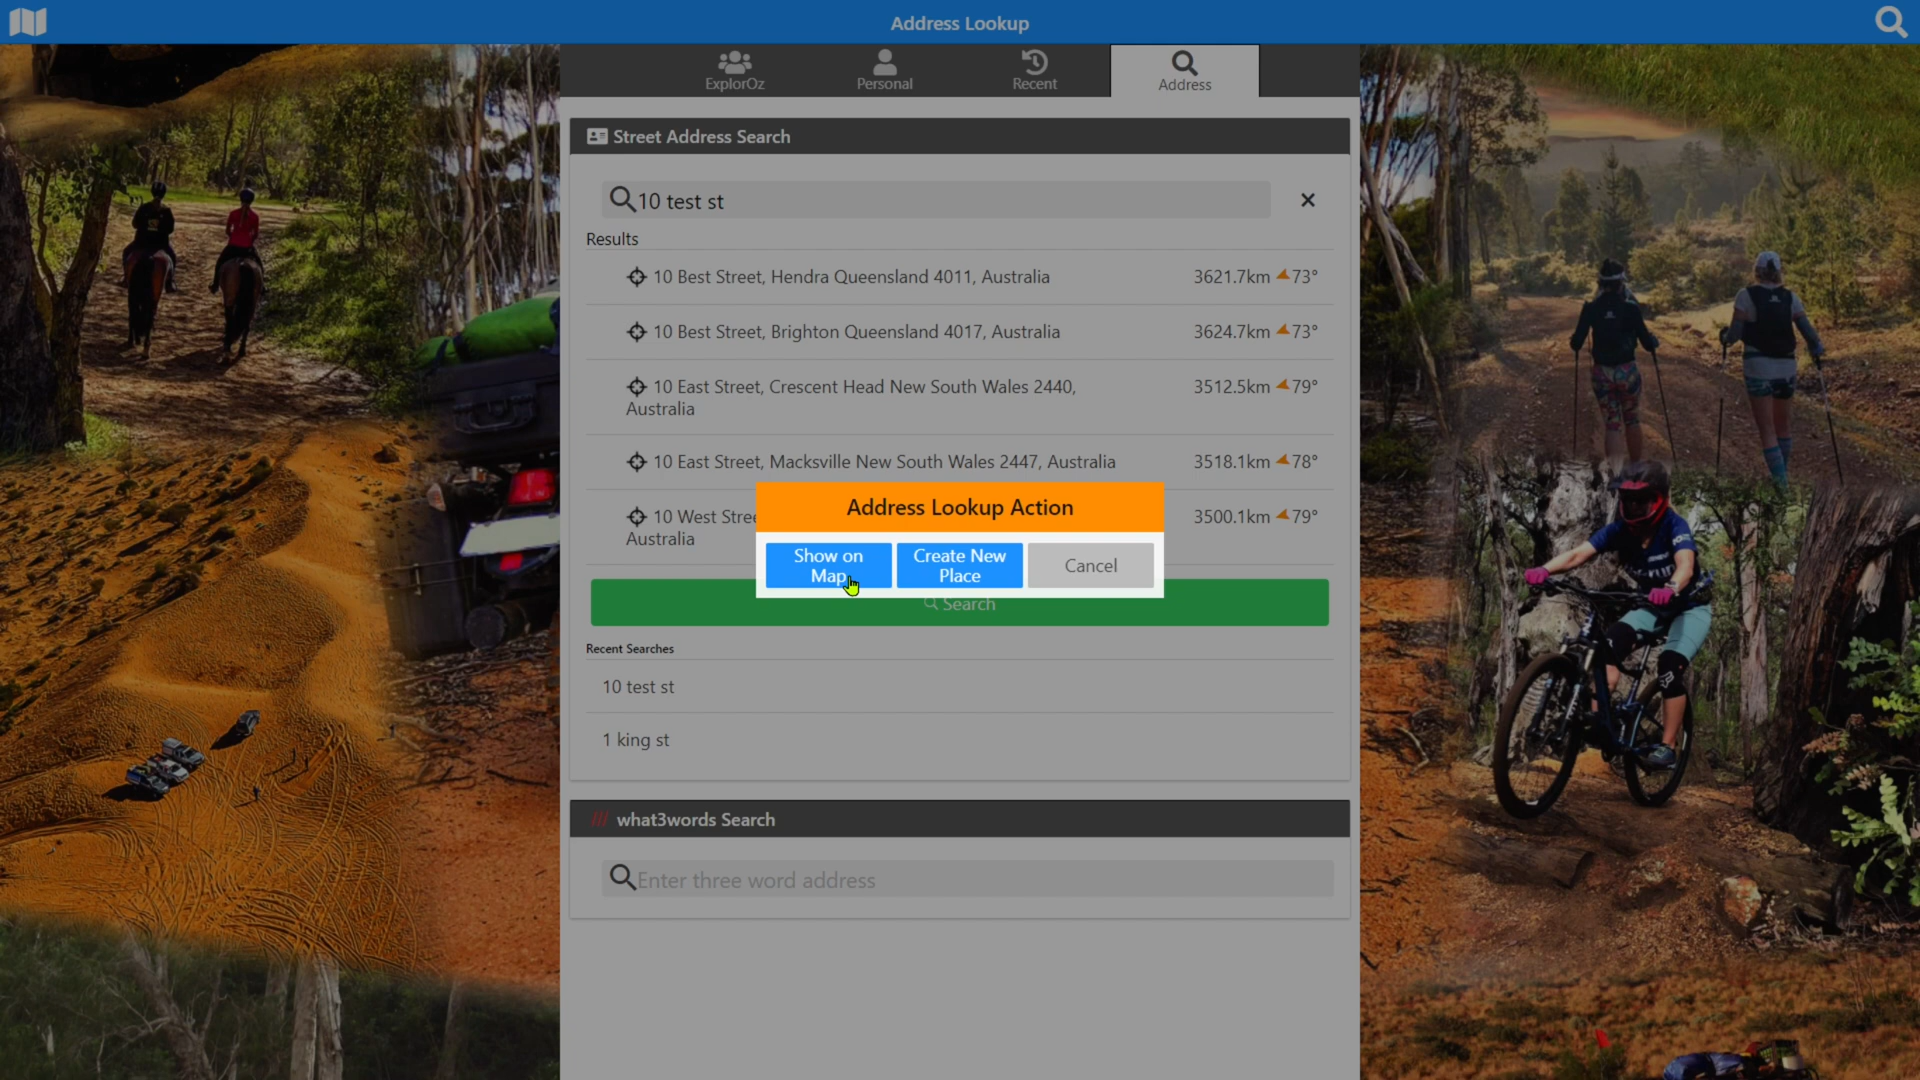 Address Lookup
ExplorOz
Personal
Recent
Address
Street Address Search
10 test st
Results
10 Best Street, Hendra Queensland 4011, Australia
3621.7km 73°
10 Best Street, Brighton Queensland 4017, Australia
3624.7km 73°
10 East Street, Crescent Head New South Wales 2440,
Australia
3512.5km 79°
10 East Street, Macksville New South Wales 2447, Australia
3518.1km 78°
10 West
Australia
3500.1km 79°
Address Lookup Action
Show on
Map
Create New
Place
Cancel
Search
Recent Searches
10 test st
1 king st
what3words Search
Enter three word address